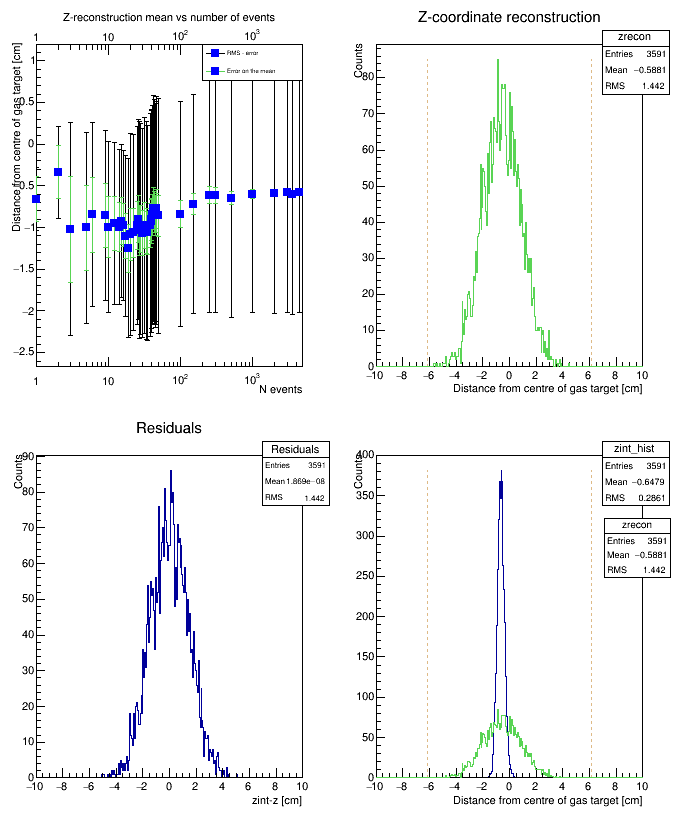 Z-reconstruction mean vs number of events
1 10 10² 10³
Distance from centre of gas target [cm]
RMS - error
Error on the mean
1
0.5
0
−0.5
−1
−1.5
−2
−2.5
1 10 10² 10³
N events
Z-coordinate reconstruction
Counts
zrecon
Entries 3591
Mean −0.5881
RMS 1.442
80
70
60
50
40
30
20
10
0
−10 −8 −6 −4 −2 0 2 4 6 8 10
Distance from centre of gas target [cm]
Residuals
Counts
Residuals
Entries 3591
Mean 1.869e−08
RMS 1.442
90
80
70
60
50
40
30
20
10
0
−10 −8 −6 −4 −2 0 2 4 6 8 10
zint-z [cm]
Counts
zint_hist
Entries 3591
Mean −0.6479
RMS 0.2861
zrecon
Entries 3591
Mean −0.5881
RMS 1.442
400
350
300
250
200
150
100
50
0
−10 −8 −6 −4 −2 0 2 4 6 8 10
Distance from centre of gas target [cm]